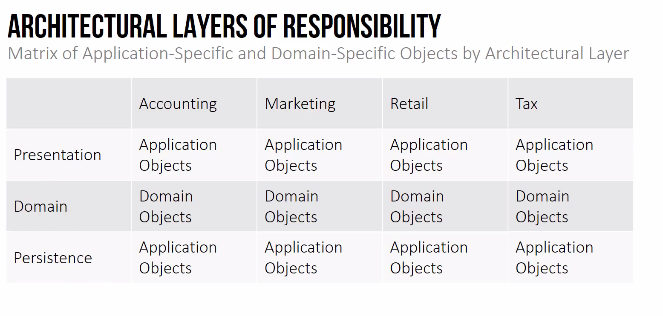 ARCHITECTURAL LAYERS OF RESPONSIBILITY
Matrix of Application-Specific and Domain-Specific Objects by Architectural Layer
Accounting Marketing Retail Tax
Presentation Application Objects Application Objects Application Objects Application Objects
Domain Domain Objects Domain Objects Domain Objects Domain Objects
Persistence Application Objects Application Objects Application Objects Application Objects